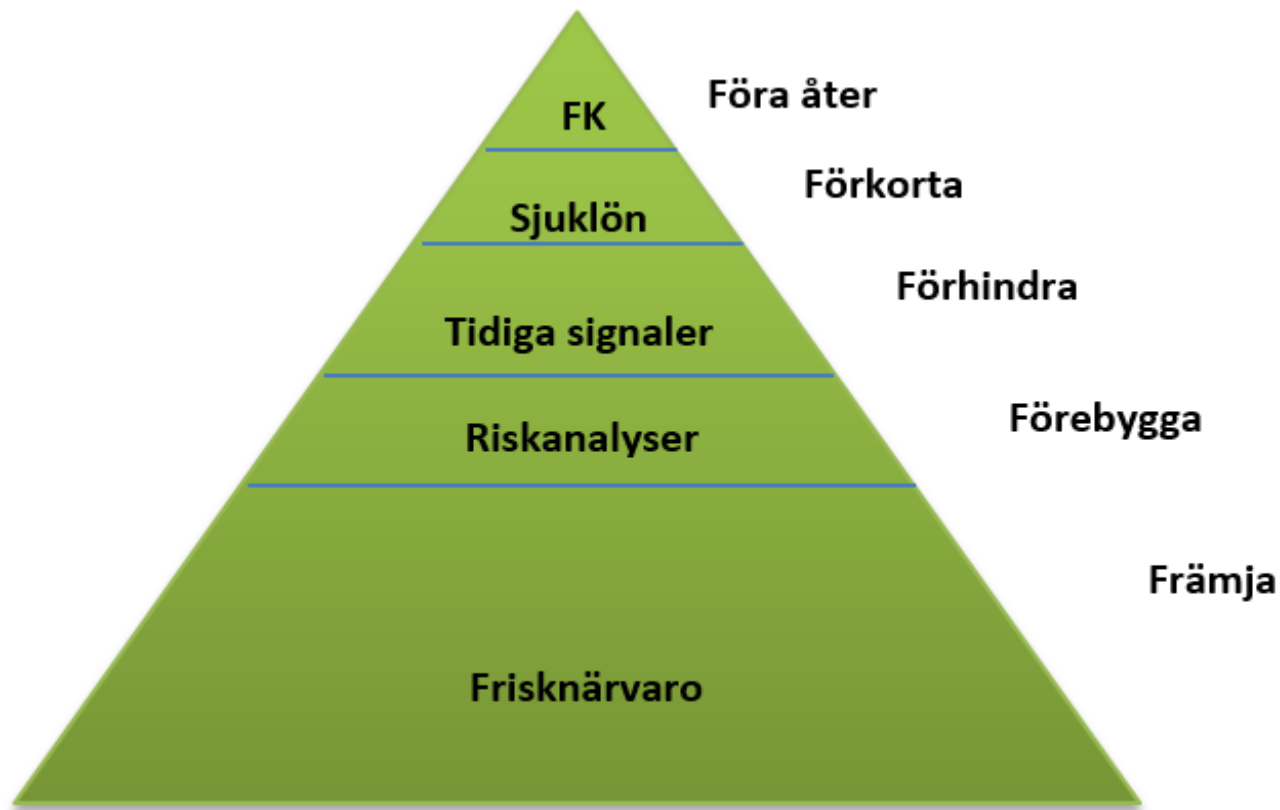 FK
Föra åter
Sjuklön
Förkorta
Tidiga signaler
Förhindra
Riskanalyser
Förebygga
Frisknärvaro
Främja